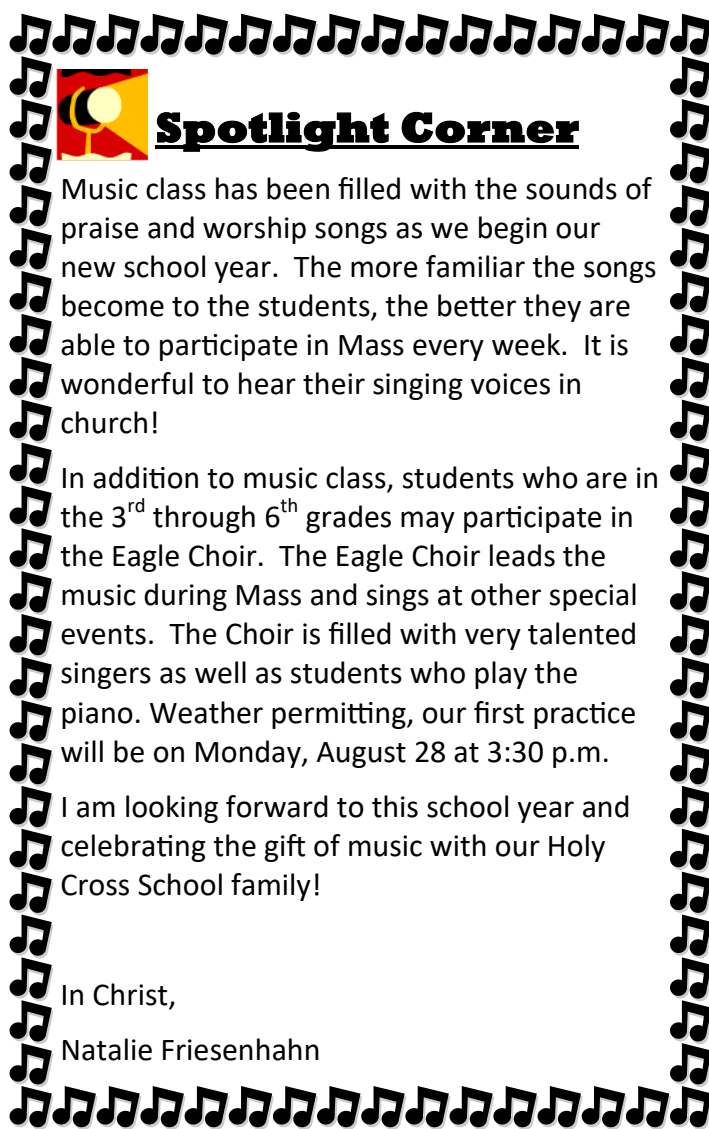 Spotlight Corner
Music class has been filled with the sounds of
praise and worship songs as we begin our
new school year.  The more familiar the songs
become to the students, the better they are
able to participate in Mass every week.  It is
wonderful to hear their singing voices in
church!
In addition to music class, students who are in
the 3rd through 6th grades may participate in
the Eagle Choir.  The Eagle Choir leads the
music during Mass and sings at other special
events.  The Choir is filled with very talented
singers as well as students who play the
piano. Weather permitting, our first practice
will be on Monday, August 28 at 3:30 p.m.
I am looking forward to this school year and
celebrating the gift of music with our Holy
Cross School family!
In Christ,
Natalie Friesenhahn